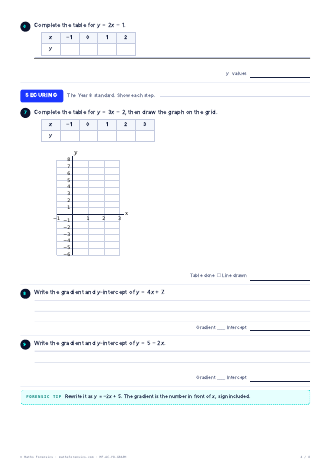 6 Complete the table for y = 2x − 1.
x −1 0 1 2
y
y values
SECURING The Year 9 standard. Show each step.
7 Complete the table for y = 3x − 2, then draw the graph on the grid.
x −1 0 1 2 3
y
y
8
7
6
5
4
3
2
1
−1 1 2 3 x
−1
−2
−3
−4
−5
−6
Table done ☐ Line drawn
Write the gradient and y-intercept of y = 4x + 7.
Gradient ___ Intercept
Write the gradient and y-intercept of y = 5 − 2x.
Gradient ___ Intercept
FORENSIC TIP Rewrite it as y = −2x + 5. The gradient is the number in front of x, sign included.